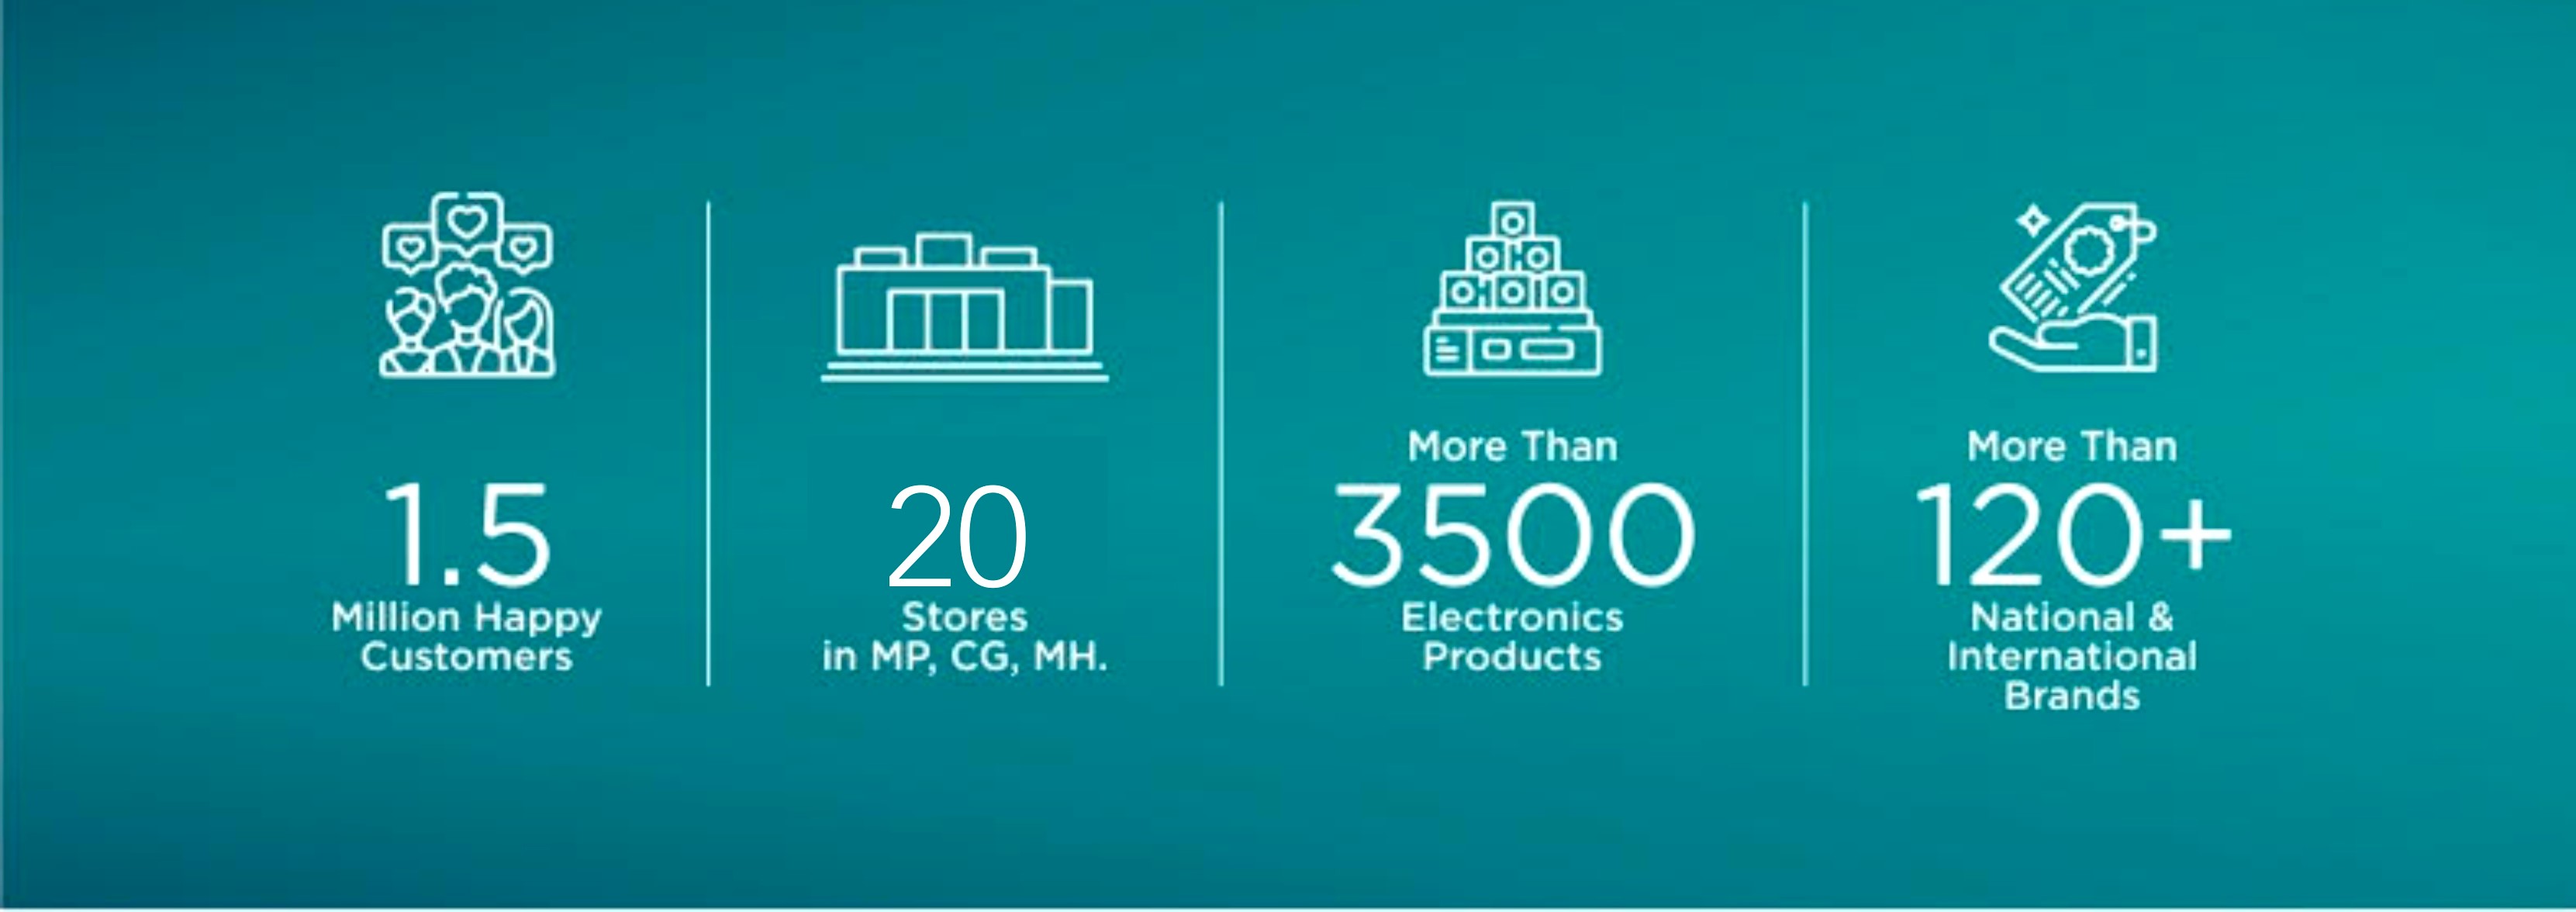 1.5
Million Happy
Customers
20
Stores
in MP, CG, MH.
More Than
3500
Electronics
Products
More Than
120+
National &
International
Brands